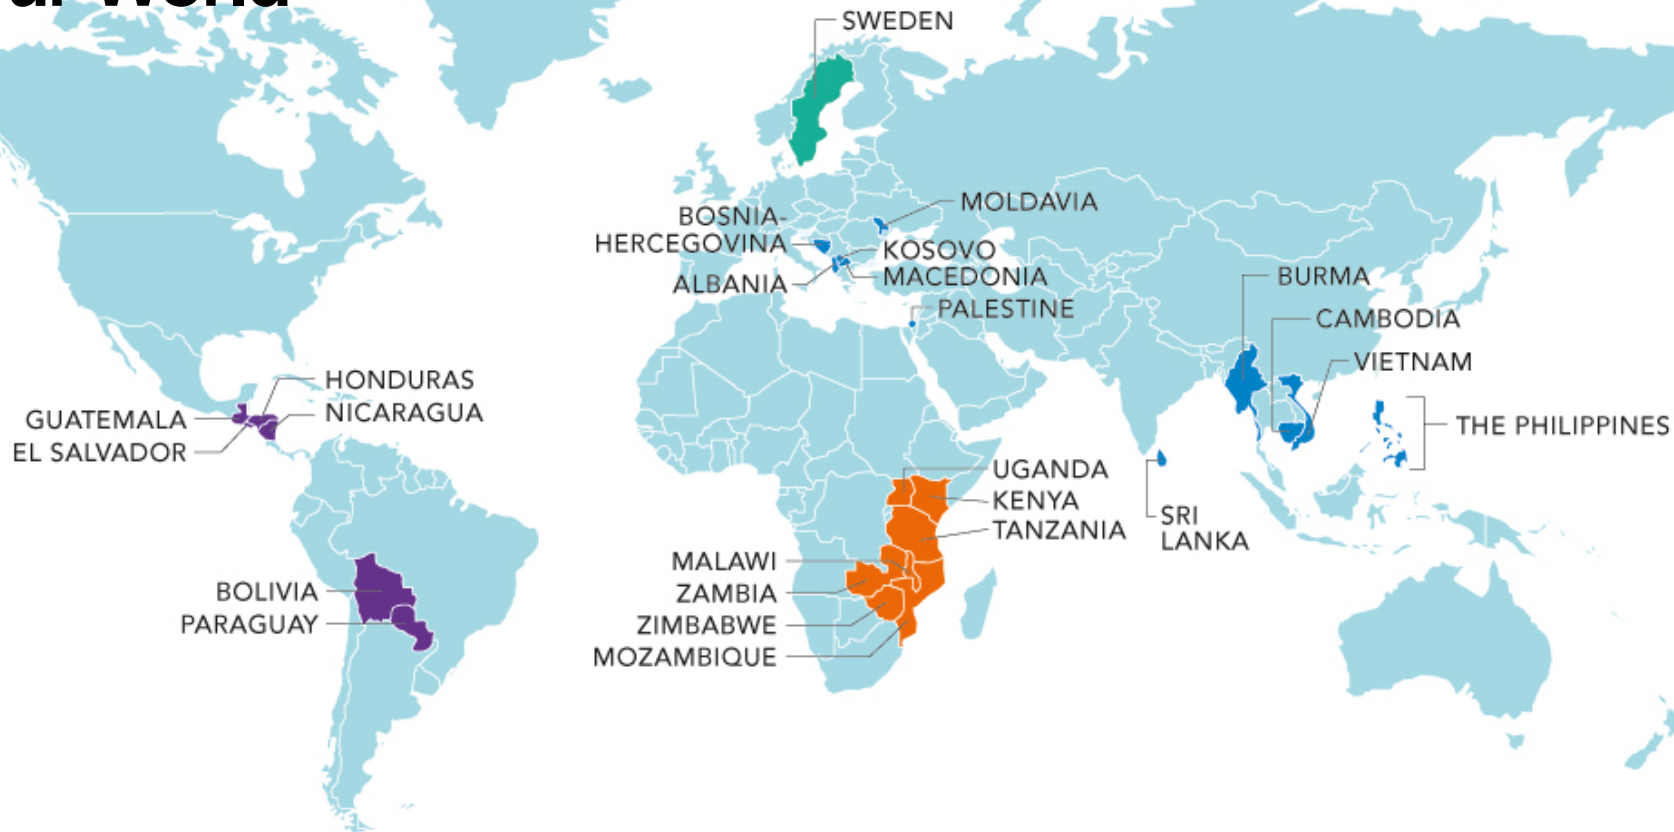 World
SWEDEN
MOLDAVIA
BOSNIA-
HERCEGOVINA
KOSOVO
ALBANIA
MACEDONIA
PALESTINE
BURMA
CAMBODIA
VIETNAM
THE PHILIPPINES
HONDURAS
NICARAGUA
GUATEMALA
EL SALVADOR
UGANDA
KENYA
TANZANIA
SRI
LANKA
MALAWI
ZAMBIA
ZIMBABWE
MOZAMBIQUE
BOLIVIA
PARAGUAY